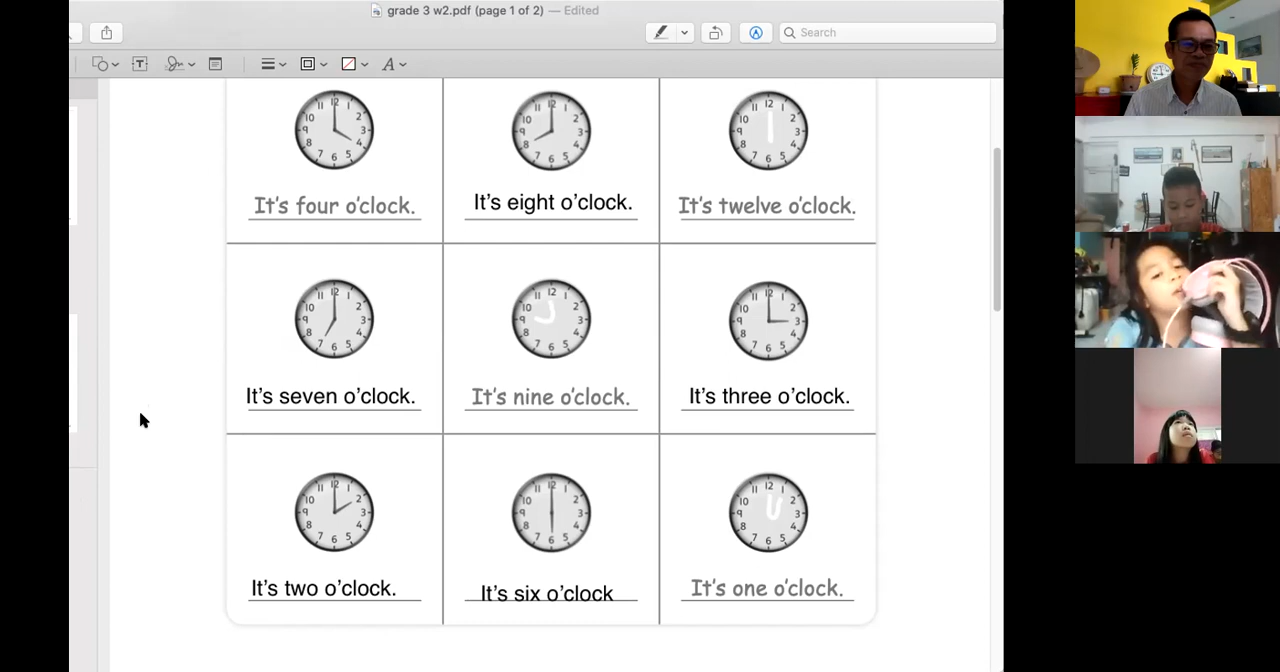 grade 3 w2.pdf (page 1 of 2) — Edited
Search
It's four o'clock.
It's eight o'clock.
It's twelve o'clock.
It's seven o'clock.
It's nine o'clock.
It's three o'clock.
It's two o'clock.
It's six o'clock
It's one o'clock.